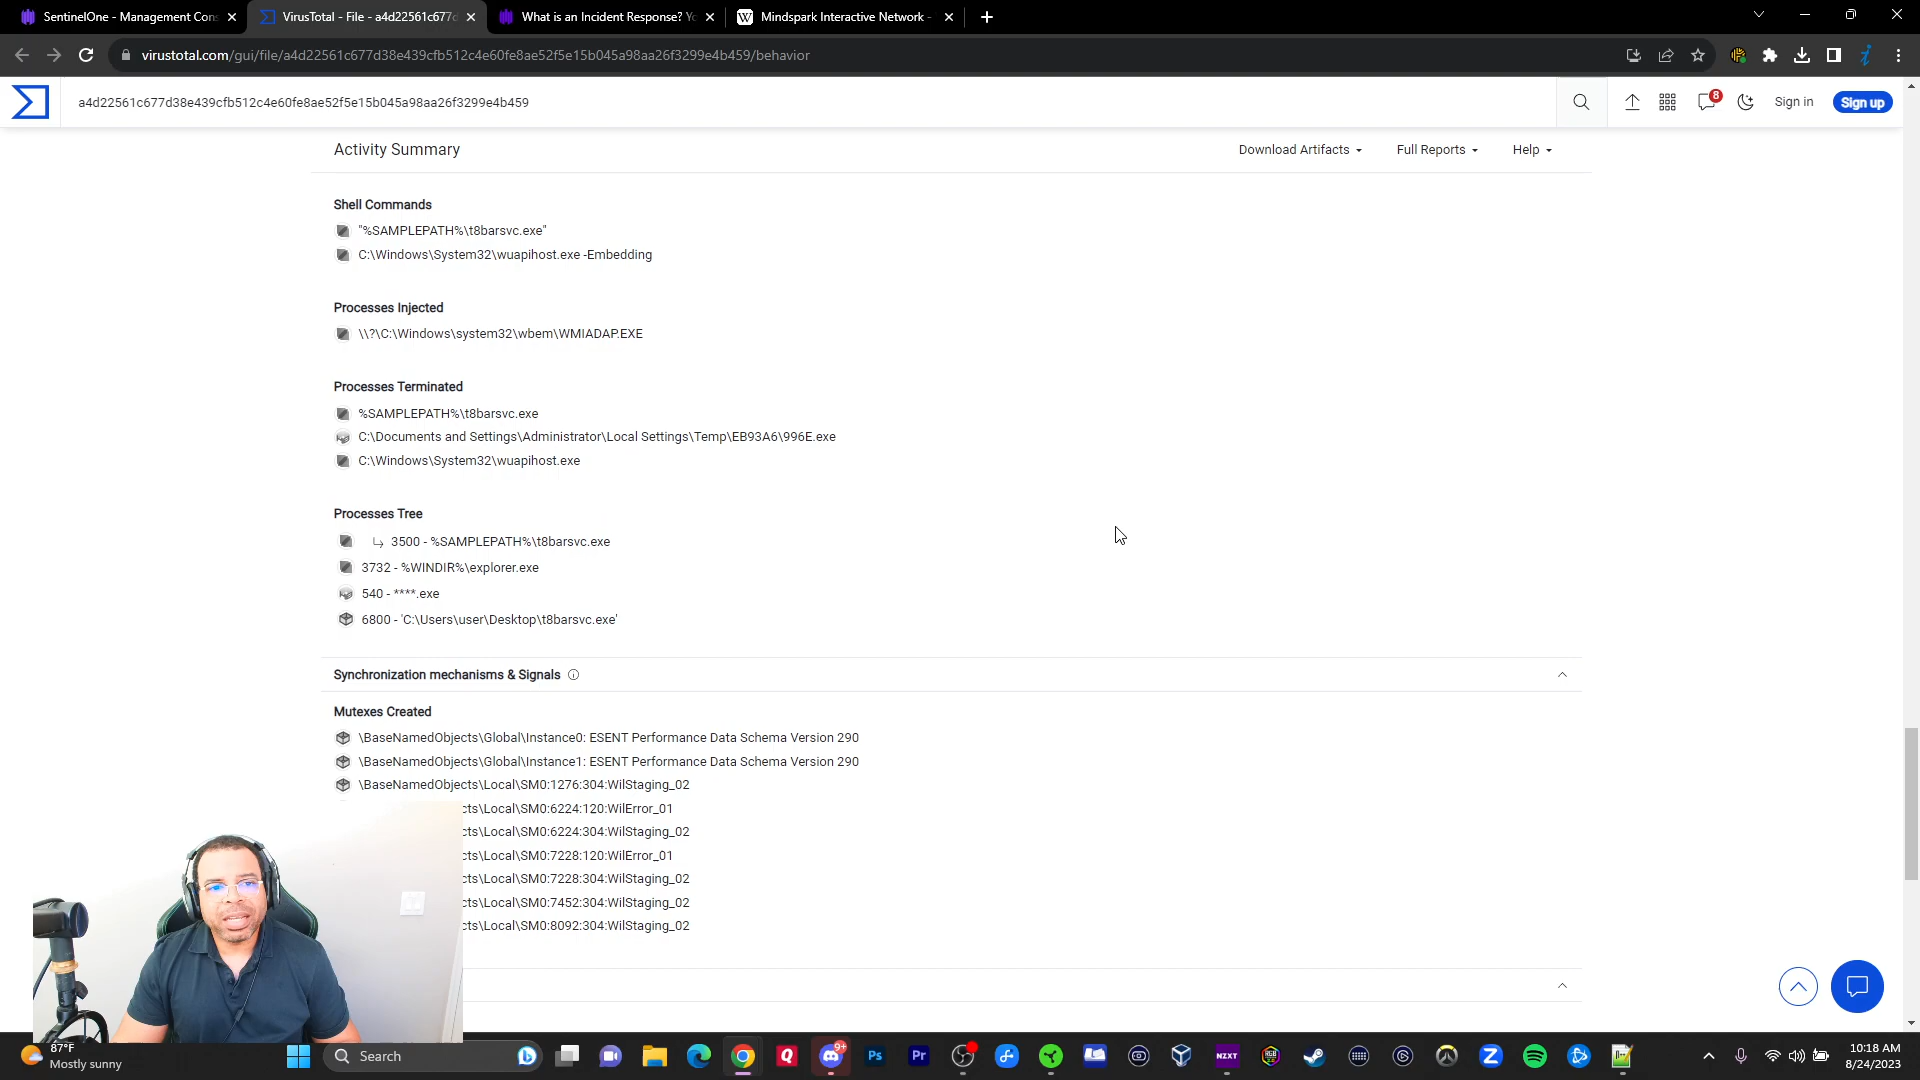 SentinelOne - Management Cons
VirusTotal - File - a4d22561c677d
What is an Incident Response? Yo
Mindspark Interactive Network -
virustotal.com/gui/file/a4d22561c677d38e439cfb512c4e60fe8ae52f5e15b045a98aa26f3299e4b459/behavior
a4d22561c677d38e439cfb512c4e60fe8ae52f5e15b045a98aa26f3299e4b459
8
Sign in
Sign up
Activity Summary
Download Artifacts
Full Reports
Help
Shell Commands
"%SAMPLEPATH%\t8barsvc.exe"
C:\Windows\System32\wuapihost.exe -Embedding
Processes Injected
\\?\C:\Windows\system32\wbem\WMIADAP.EXE
Processes Terminated
%SAMPLEPATH%\t8barsvc.exe
C:\Documents and Settings\Administrator\Local Settings\Temp\EB93A6\996E.exe
C:\Windows\System32\wuapihost.exe
Processes Tree
3500 - %SAMPLEPATH%\t8barsvc.exe
3732 - %WINDIR%\explorer.exe
540 - ****.exe
6800 - 'C:\Users\user\Desktop\t8barsvc.exe'
Synchronization mechanisms & Signals
Mutexes Created
\BaseNamedObjects\Global\Instance0: ESENT Performance Data Schema Version 290
\BaseNamedObjects\Global\Instance1: ESENT Performance Data Schema Version 290
\BaseNamedObjects\Local\SM0:1276:304:WilStaging_02
cts\Local\SM0:6224:120:WilError_01
cts\Local\SM0:6224:304:WilStaging_02
cts\Local\SM0:7228:120:WilError_01
cts\Local\SM0:7228:304:WilStaging_02
cts\Local\SM0:7452:304:WilStaging_02
cts\Local\SM0:8092:304:WilStaging_02
87°F
Mostly sunny
Search
9+
Ps
Pr
NZXT
10:18 AM
8/24/2023